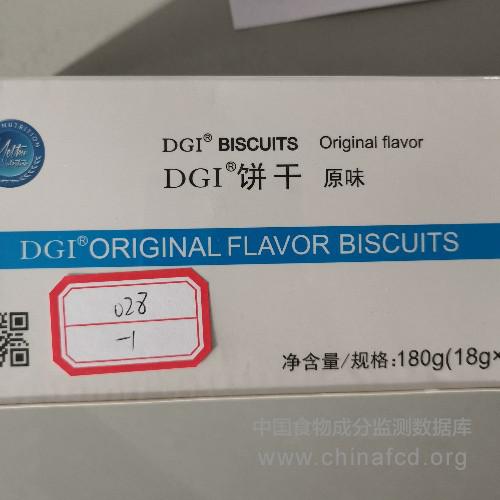 NUTRITION
DGI® BISCUITS Original flavor
DGI®饼干 原味
DGI®ORIGINAL FLAVOR BISCUITS
028
-1
净含量/规格:180g(18g×
中国食物成分监测数据库
www.chinafcd.org